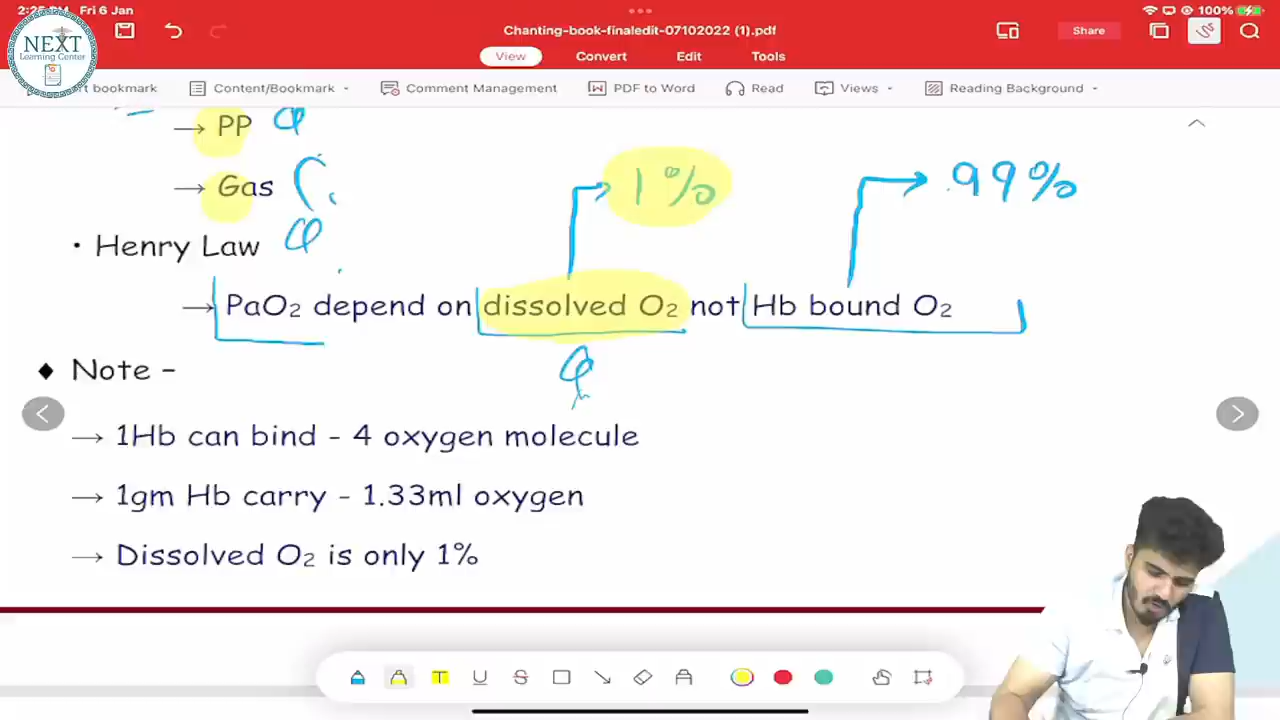 2:25 PM Fri 6 Jan
100%
NEXT
Learning Center
Chanting-book-finaledit-07102022 (1).pdf
Share
View Convert Edit Tools
bookmark Content/Bookmark Comment Management PDF to Word Read Views Reading Background
→ PP
→ Gas
1% 99%
• Henry Law
→ PaO₂ depend on dissolved O₂ not Hb bound O₂
◆ Note –
→ 1Hb can bind – 4 oxygen molecule
→ 1gm Hb carry – 1.33ml oxygen
→ Dissolved O₂ is only 1%